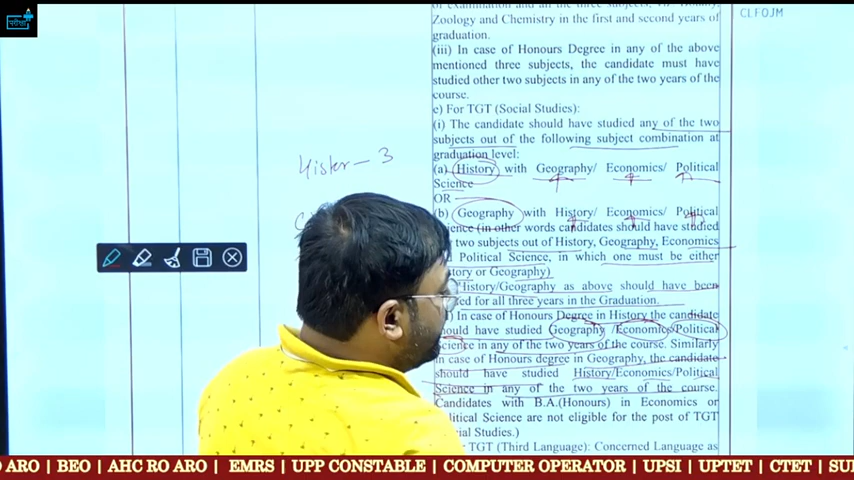 परीक्षा
of examination and all the three subjects,
Zoology and Chemistry in the first and second years of
graduation.
(iii) In case of Honours Degree in any of the above
mentioned three subjects, the candidate must have
studied other two subjects in any of the two years of the
course.
e) For TGT (Social Studies):
(i) The candidate should have studied any of the two
subjects out of the following subject combination at
graduation level:
(a) History with Geography/ Economics/ Political
Science
OR
(b) Geography with History/ Economics/ Political
ience (in other words candidates should have studied
two subjects out of History, Geography, Economics
Political Science, in which one must be either
tory or Geography)
History/Geography as above should have been
ed for all three years in the Graduation.
) In case of Honours Degree in History the candidate
hould have studied Geography /Economics/Political
Science in any of the two years of the course. Similarly
in case of Honours degree in Geography, the candidate
should have studied History/Economics/Political
Science in any of the two years of the course.
Candidates with B.A.(Honours) in Economics or
litical Science are not eligible for the post of TGT
ial Studies.)
TGT (Third Language): Concerned Language as
CLFOJM
Hister - 3
ARO | BEO | AHC RO ARO | EMRS | UPP CONSTABLE | COMPUTER OPERATOR | UPSI | UPTET | CTET | SU